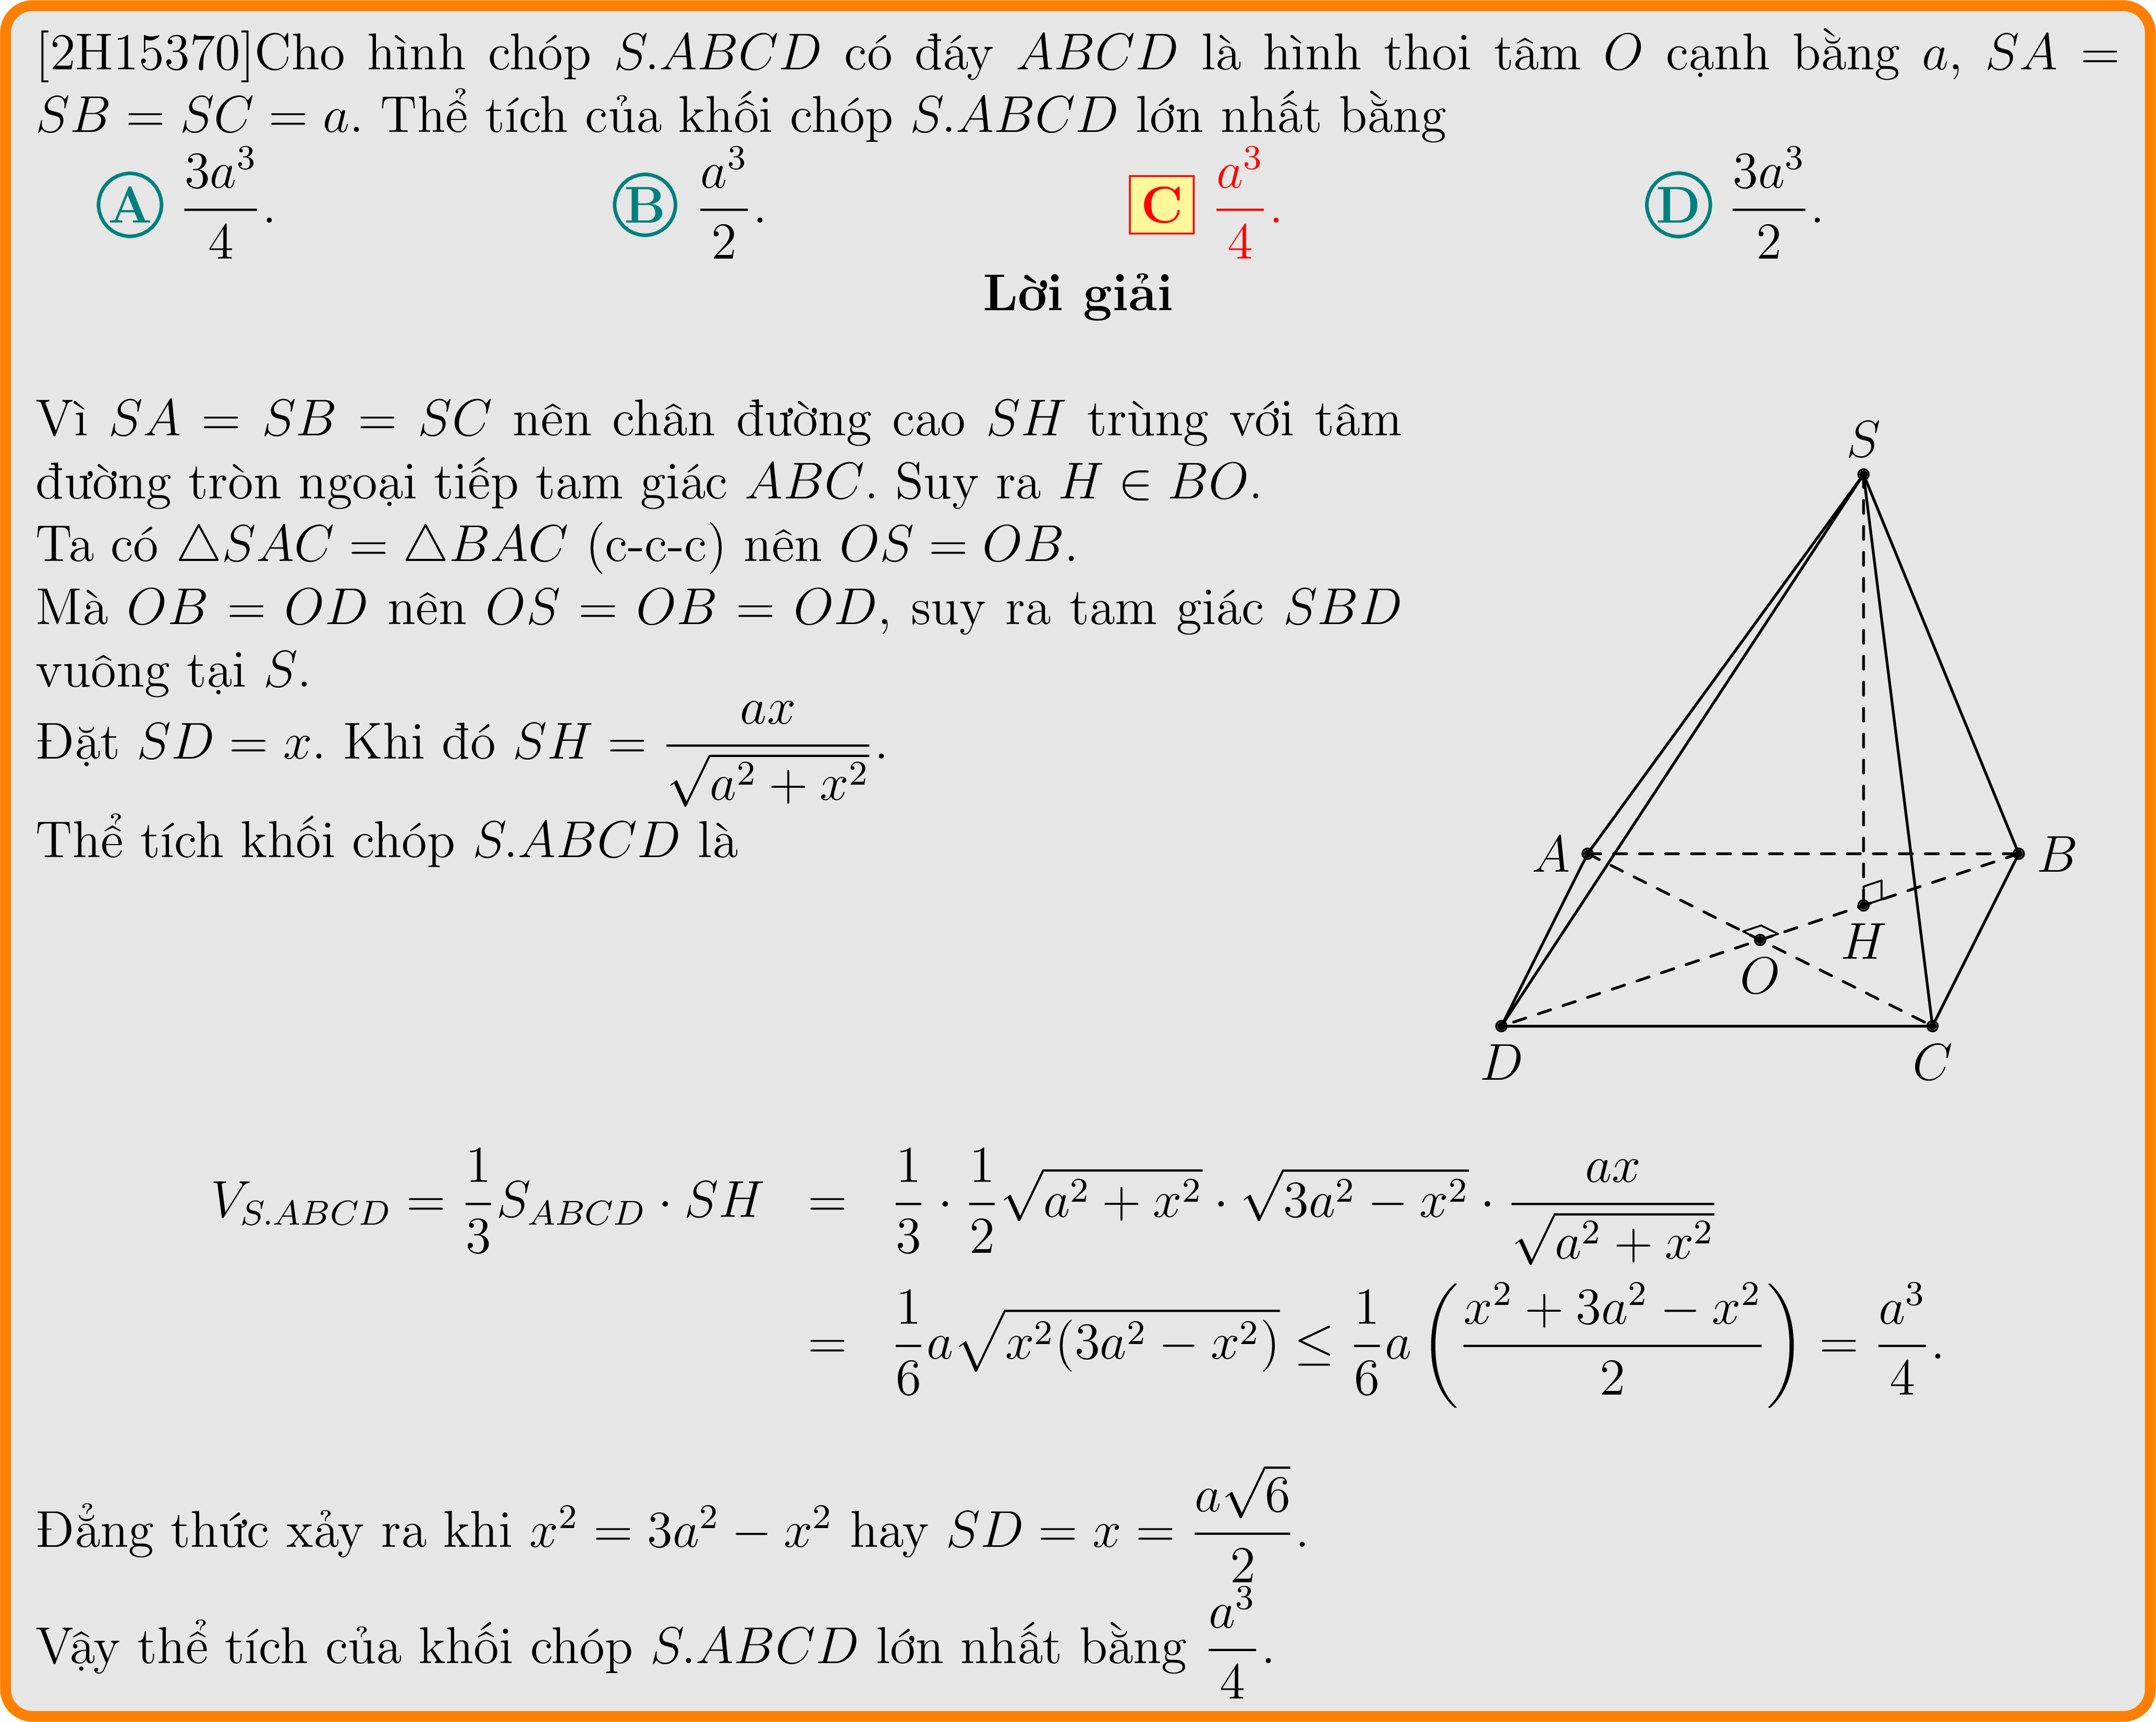 [2H15370]Cho hình chóp S.ABCD có đáy ABCD là hình thoi tâm O cạnh bằng a, SA =
SB = SC = a. Thể tích của khối chóp S.ABCD lớn nhất bằng
A $\frac{3a^3}{4}$. B $\frac{a^3}{2}$. C $\frac{a^3}{4}$. D $\frac{3a^3}{2}$.
Lời giải
Vì SA = SB = SC nên chân đường cao SH trùng với tâm
đường tròn ngoại tiếp tam giác ABC. Suy ra H ∈ BO.
Ta có △SAC = △BAC (c-c-c) nên OS = OB.
Mà OB = OD nên OS = OB = OD, suy ra tam giác SBD
vuông tại S.
Đặt SD = x. Khi đó $SH = \frac{ax}{\sqrt{a^2 + x^2}}$.
Thể tích khối chóp S.ABCD là
S
A
B
H
O
D
C
$V_{S.ABCD} = \frac{1}{3}S_{ABCD} \cdot SH = \frac{1}{3} \cdot \frac{1}{2}\sqrt{a^2 + x^2} \cdot \sqrt{3a^2 - x^2} \cdot \frac{ax}{\sqrt{a^2 + x^2}}$
$= \frac{1}{6}a\sqrt{x^2(3a^2 - x^2)} \leq \frac{1}{6}a\left(\frac{x^2 + 3a^2 - x^2}{2}\right) = \frac{a^3}{4}$.
Đẳng thức xảy ra khi $x^2 = 3a^2 - x^2$ hay $SD = x = \frac{a\sqrt{6}}{2}$.
Vậy thể tích của khối chóp S.ABCD lớn nhất bằng $\frac{a^3}{4}$.